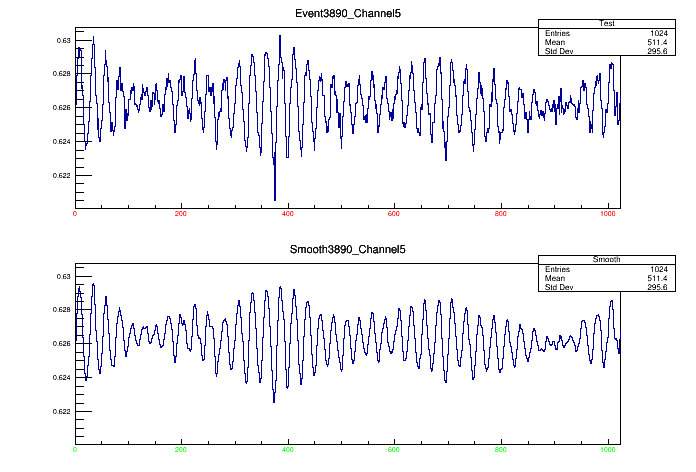 Event3890_Channel5
Test
Entries 1024
Mean 511.4
Std Dev 295.6
0.63
0.628
0.626
0.624
0.622
0 200 400 600 800 1000
Smooth3890_Channel5
Smooth
Entries 1024
Mean 511.4
Std Dev 295.6
0.63
0.628
0.626
0.624
0.622
0 200 400 600 800 1000